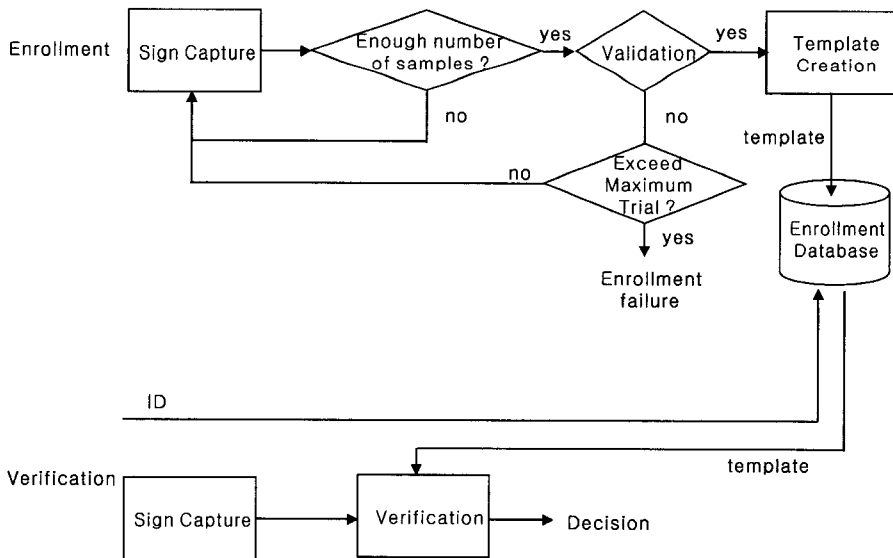 Enrollment
Sign Capture
Enough number
of samples ?
yes
Validation
yes
Template
Creation
no
no
template
no
Exceed
Maximum
Trial ?
yes
Enrollment
failure
Enrollment
Database
ID
template
Verification
Sign Capture
Verification
Decision